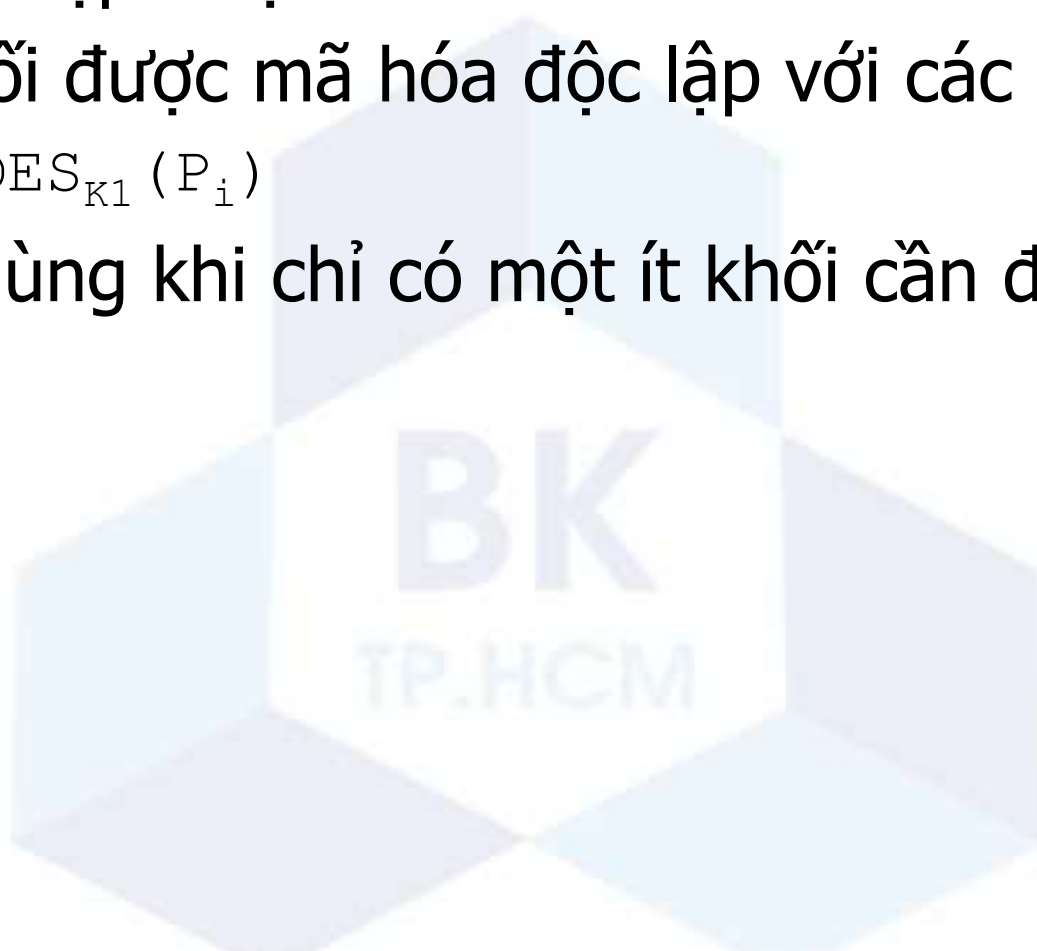 ối được mã hóa độc lập với các
DES_K1 (P_i)
ùng khi chỉ có một ít khối cần đ
BK
TP.HCM